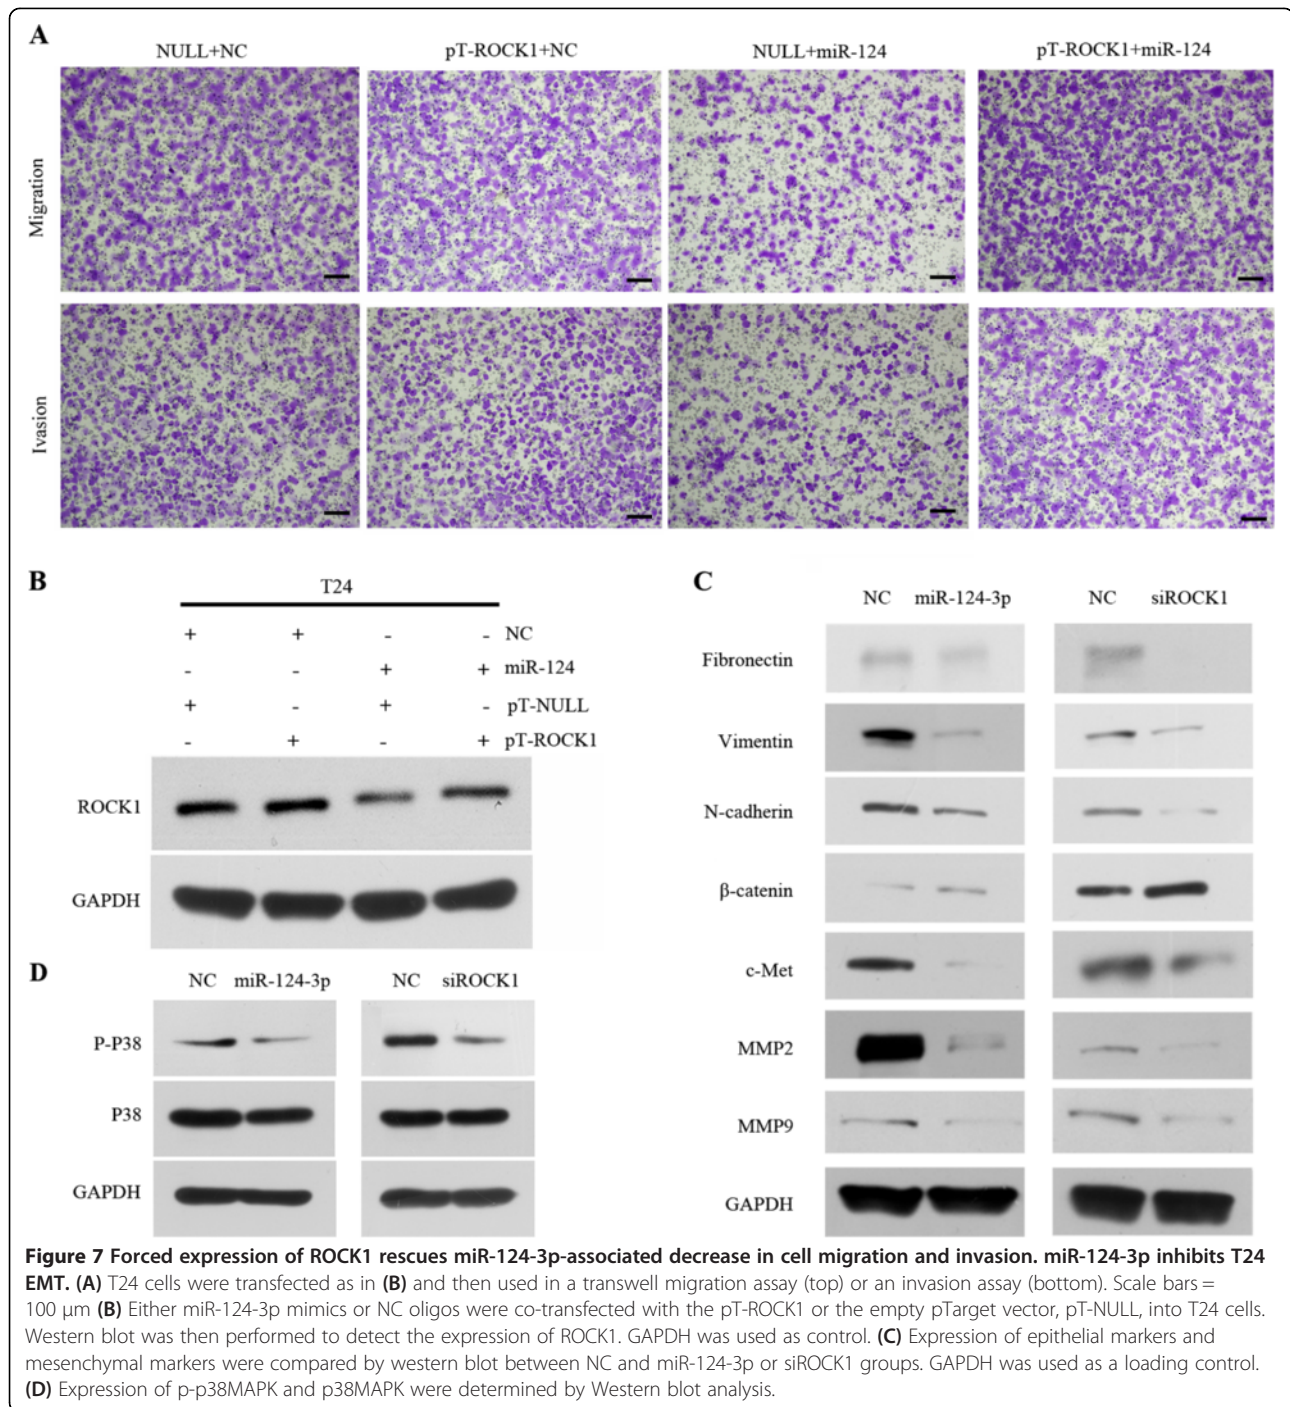 A
NULL+NC pT-ROCK1+NC NULL+miR-124 pT-ROCK1+miR-124
Migration
Ivasion
B
T24
+ + - - NC
- - + + miR-124
+ - + - pT-NULL
- + - + pT-ROCK1
ROCK1
GAPDH
C
NC miR-124-3p NC siROCK1
Fibronectin
Vimentin
N-cadherin
β-catenin
c-Met
MMP2
MMP9
GAPDH
D
NC miR-124-3p NC siROCK1
P-P38
P38
GAPDH
Figure 7 Forced expression of ROCK1 rescues miR-124-3p-associated decrease in cell migration and invasion. miR-124-3p inhibits T24
EMT. (A) T24 cells were transfected as in (B) and then used in a transwell migration assay (top) or an invasion assay (bottom). Scale bars =
100 μm (B) Either miR-124-3p mimics or NC oligos were co-transfected with the pT-ROCK1 or the empty pTarget vector, pT-NULL, into T24 cells.
Western blot was then performed to detect the expression of ROCK1. GAPDH was used as control. (C) Expression of epithelial markers and
mesenchymal markers were compared by western blot between NC and miR-124-3p or siROCK1 groups. GAPDH was used as a loading control.
(D) Expression of p-p38MAPK and p38MAPK were determined by Western blot analysis.